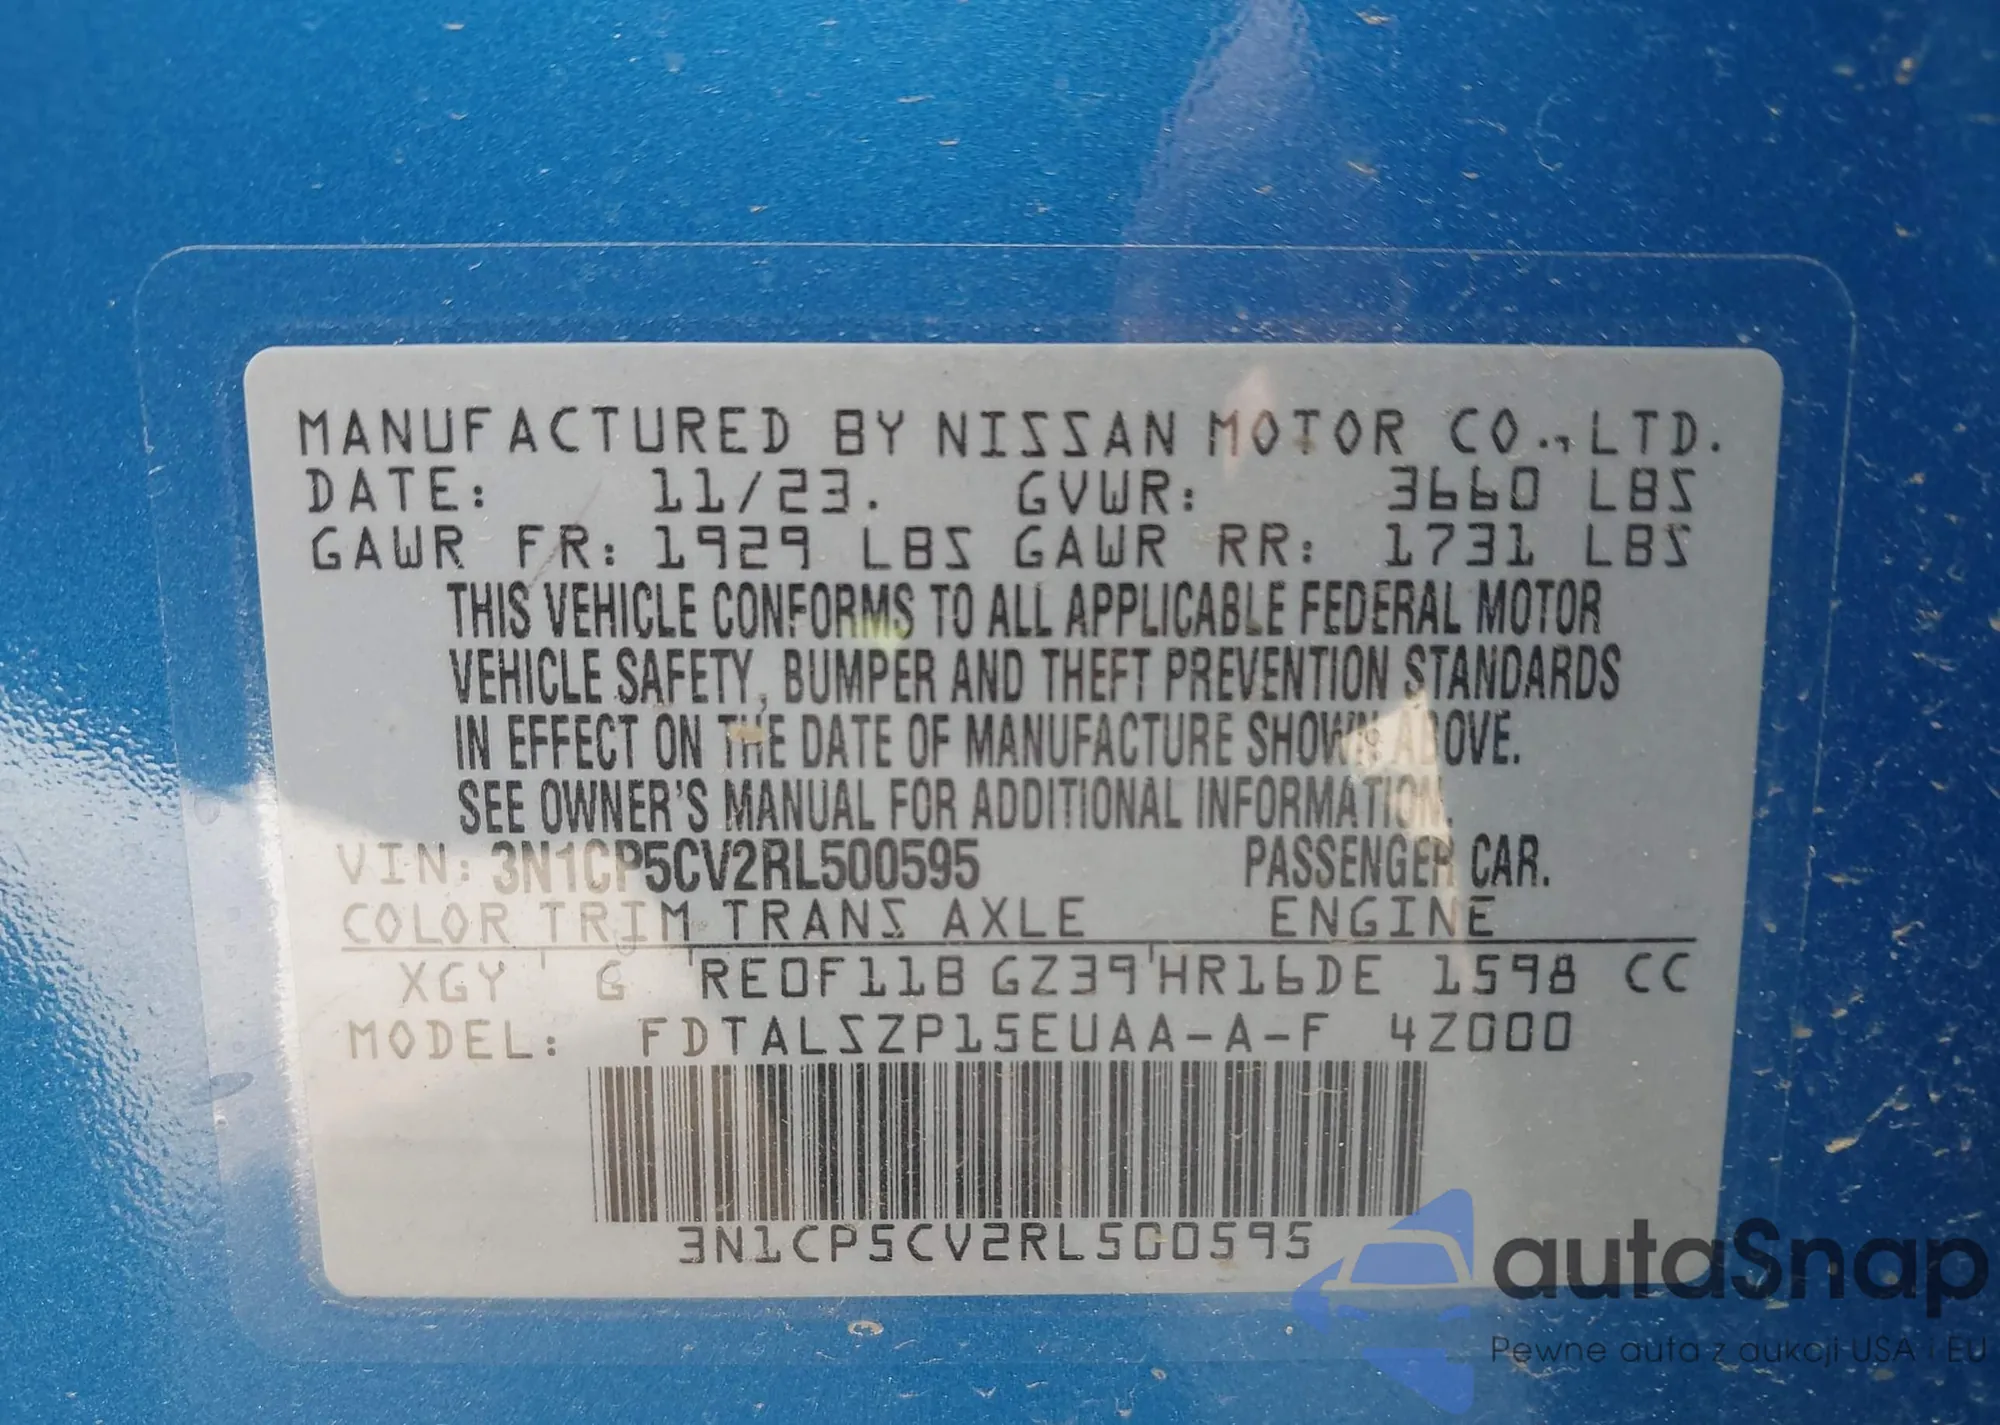 MANUFACTURED BY NISSAN MOTOR CO., LTD.
DATE: 11/23. GVWR: 3660 LBS
GAWR FR: 1929 LBS GAWR RR: 1731 LBS
THIS VEHICLE CONFORMS TO ALL APPLICABLE FEDERAL MOTOR
VEHICLE SAFETY, BUMPER AND THEFT PREVENTION STANDARDS
IN EFFECT ON THE DATE OF MANUFACTURE SHOWN ABOVE.
SEE OWNER'S MANUAL FOR ADDITIONAL INFORMATION.
VIN: 3N1CP5CV2RL500595 PASSENGER CAR.
COLOR TRIM TRANS AXLE ENGINE
XGY G RE0F11B GZ39 HR16DE 1598 CC
MODEL: FDTALSZP15EUAA-A-F 4Z000
3N1CP5CV2RL500595
autaSnap
Pewne auta z aukcji USA i EU